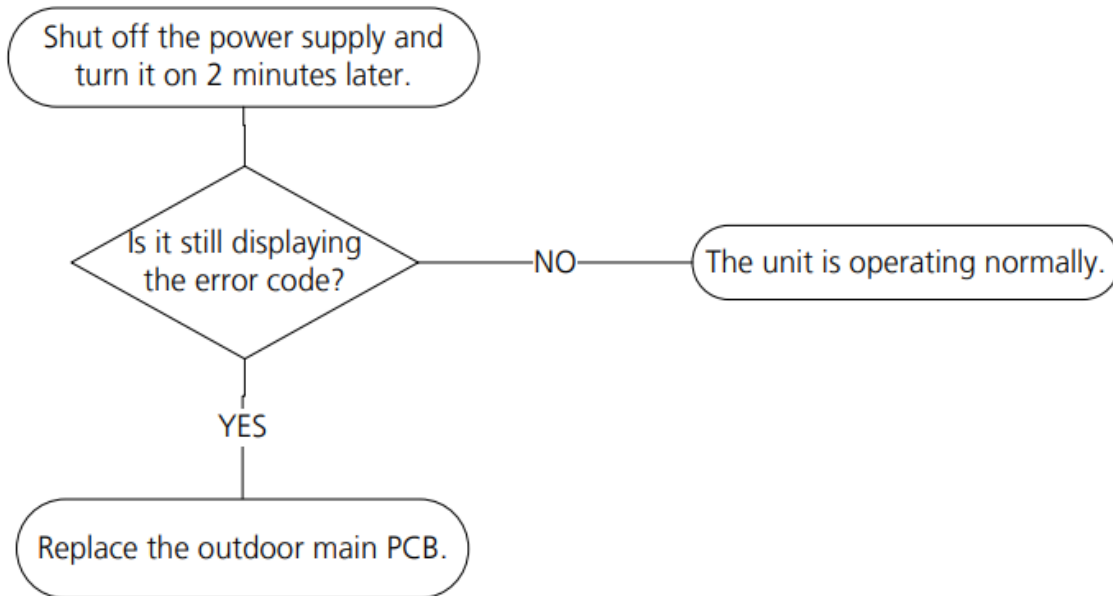 Shut off the power supply and
turn it on 2 minutes later.
Is it still displaying
the error code?
NO
The unit is operating normally.
YES
Replace the outdoor main PCB.